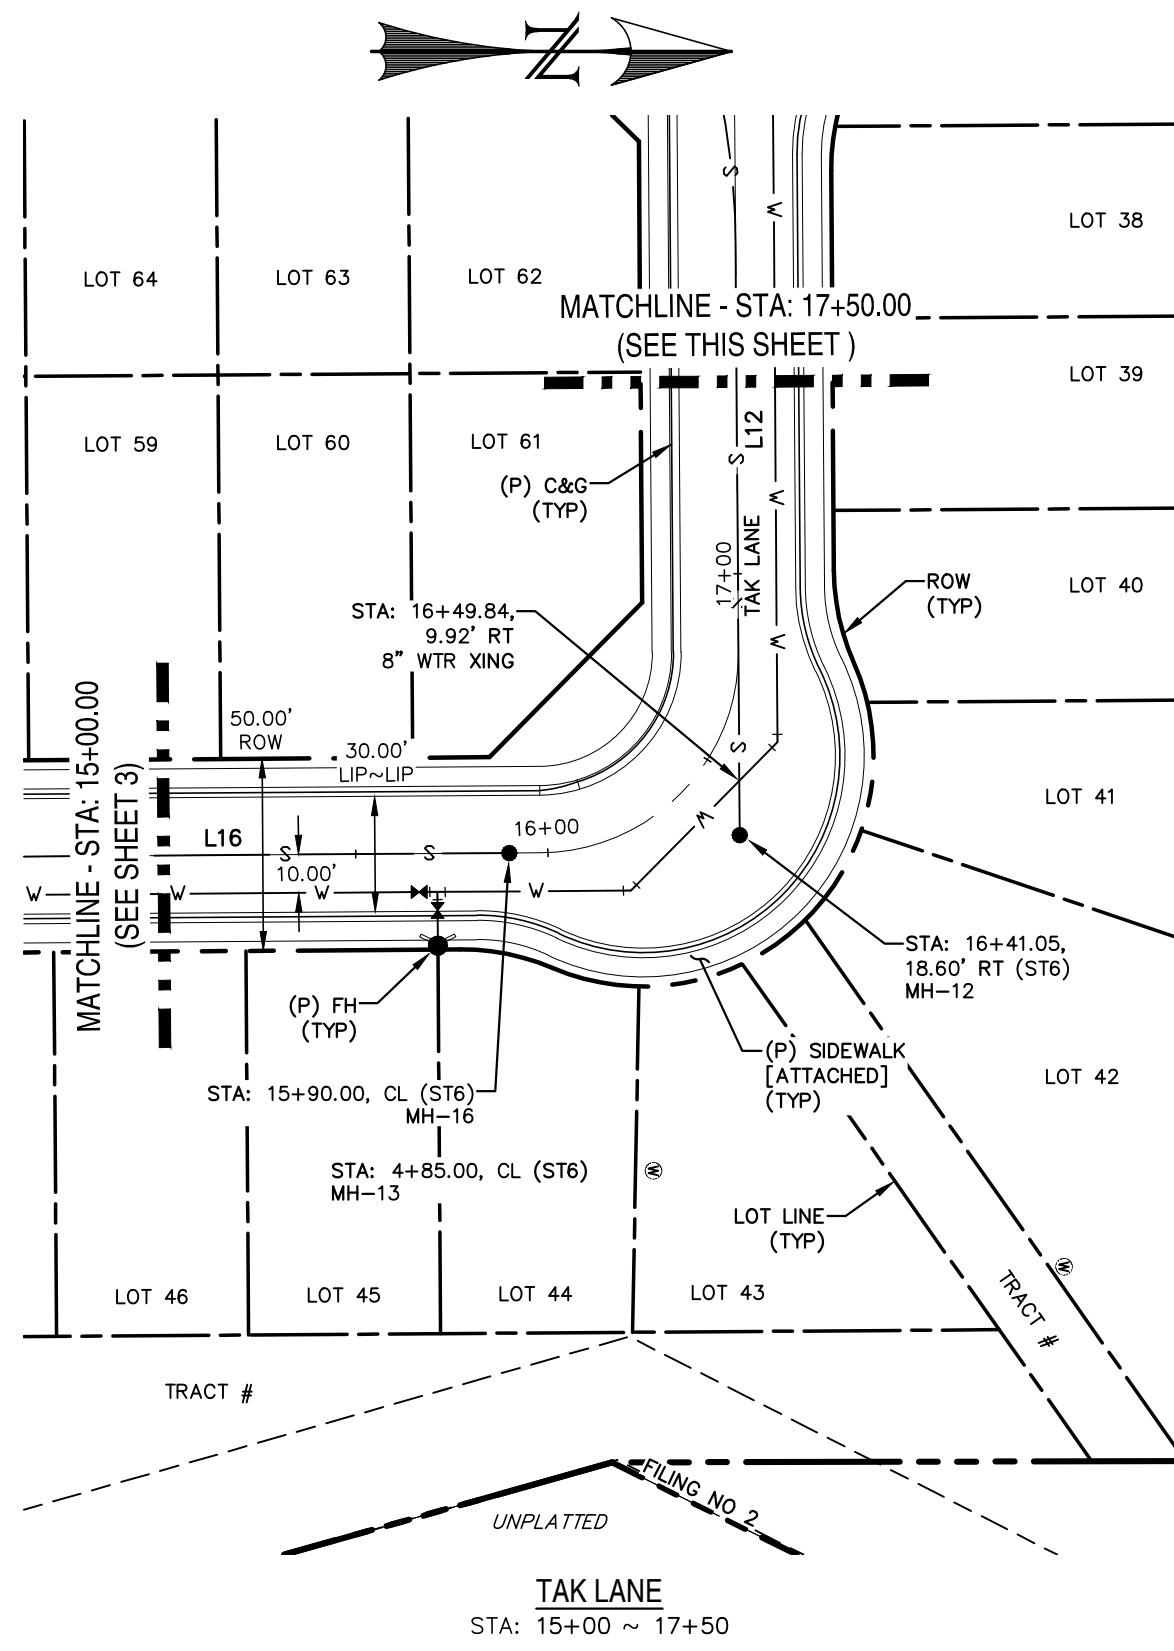 N
LOT 38
LOT 64
LOT 63
LOT 62
MATCHLINE - STA: 17+50.00
(SEE THIS SHEET )
LOT 39
LOT 59
LOT 60
LOT 61
L12
(P) C&G
(TYP)
S
W
S
W
17+00
TAK LANE
ROW
(TYP)
LOT 40
STA: 16+49.84,
9.92' RT
8" WTR XING
W
MATCHLINE - STA: 15+00.00
(SEE SHEET 3)
50.00'
ROW
30.00'
LIP~LIP
S
LOT 41
L16
S
S
16+00
W
10.00'
W
W
W
W
STA: 16+41.05,
18.60' RT (ST6)
MH-12
(P) FH
(TYP)
(P) SIDEWALK
[ATTACHED]
(TYP)
LOT 42
STA: 15+90.00, CL (ST6)
MH-16
STA: 4+85.00, CL (ST6)
MH-13
W
LOT LINE
(TYP)
W
LOT 46
LOT 45
LOT 44
LOT 43
TRACT #
TRACT #
FILING NO 2
UNPLATTED
TAK LANE
STA: 15+00 ~ 17+50